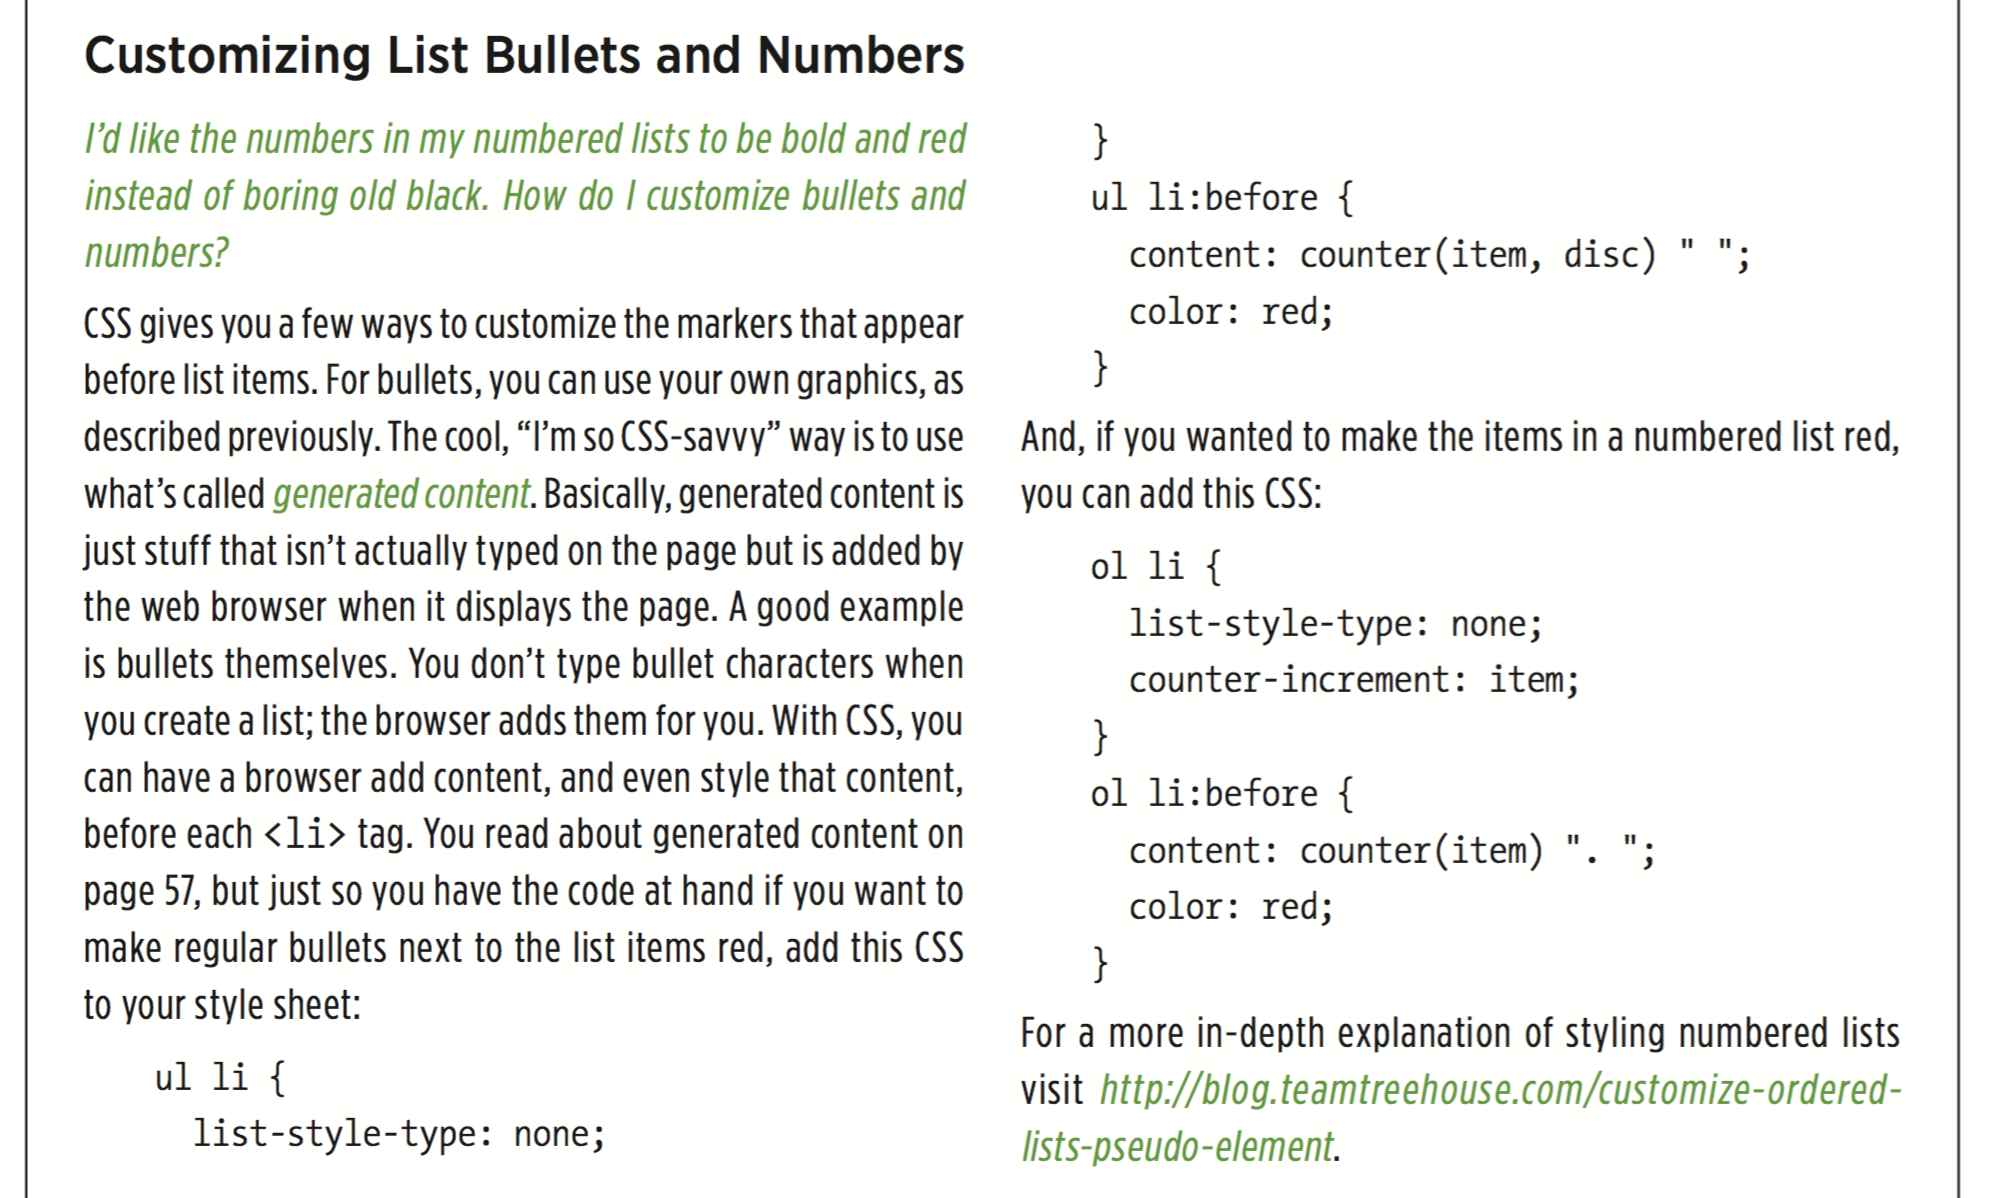 Customizing List Bullets and Numbers
I’d like the numbers in my numbered lists to be bold and red
instead of boring old black. How do I customize bullets and
numbers?
CSS gives you a few ways to customize the markers that appear
before list items. For bullets, you can use your own graphics, as
described previously. The cool, “I’m so CSS-savvy” way is to use
what’s called generated content. Basically, generated content is
just stuff that isn’t actually typed on the page but is added by
the web browser when it displays the page. A good example
is bullets themselves. You don’t type bullet characters when
you create a list; the browser adds them for you. With CSS, you
can have a browser add content, and even style that content,
before each <li> tag. You read about generated content on
page 57, but just so you have the code at hand if you want to
make regular bullets next to the list items red, add this CSS
to your style sheet:
ul li {
list-style-type: none;
}
ul li:before {
content: counter(item, disc) " ";
color: red;
}
And, if you wanted to make the items in a numbered list red,
you can add this CSS:
ol li {
list-style-type: none;
counter-increment: item;
}
ol li:before {
content: counter(item) ". ";
color: red;
}
For a more in-depth explanation of styling numbered lists
visit http://blog.teamtreehouse.com/customize-ordered-
lists-pseudo-element.